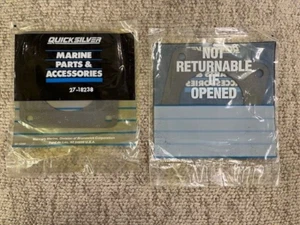 QUICKSILVER
MARINE
PARTS &
ACCESSORIES
27-18238
NOT
RETURNABLE
IF
OPENED